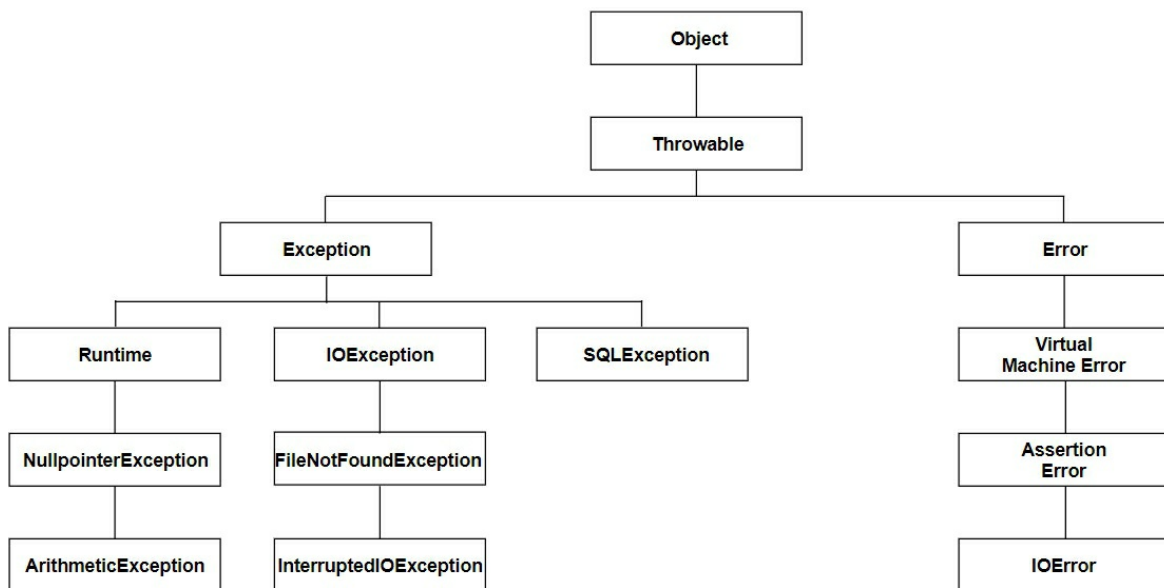 Object
Throwable
Exception
Error
Runtime
IOException
SQLException
Virtual
Machine Error
NullpointerException
FileNotFoundException
Assertion
Error
ArithmeticException
InterruptedIOException
IOError